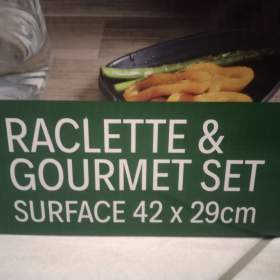 RACLETTE &
GOURMET SET
SURFACE 42 x 29cm